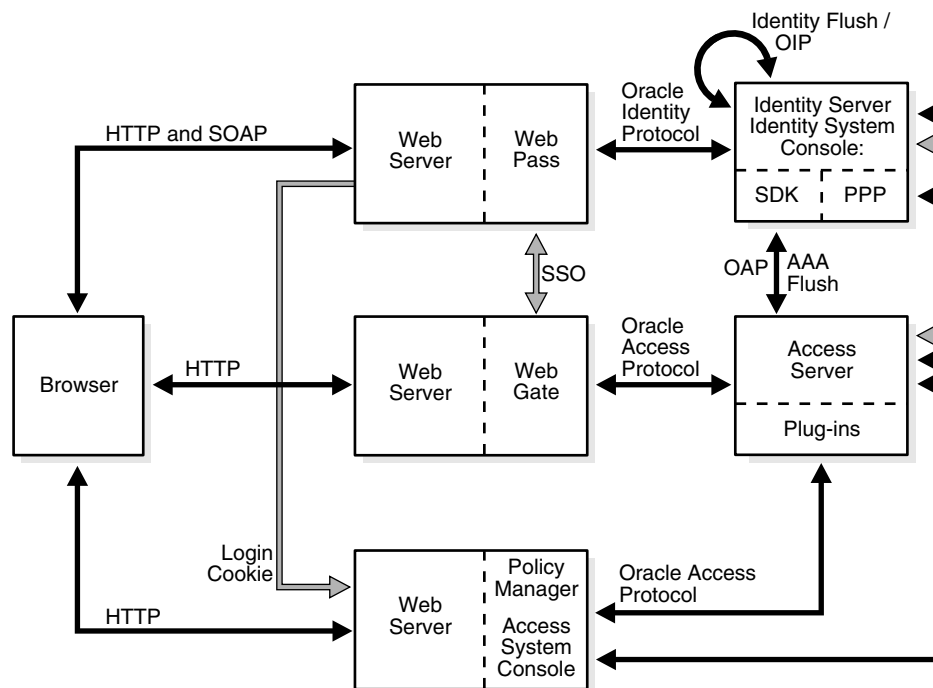 Identity Flush /
OIP
Oracle
Identity
Protocol
HTTP and SOAP
Web
Server
Web
Pass
Identity Server
Identity System
Console:
SDK
PPP
SSO
OAP
AAA
Flush
Browser
HTTP
Web
Server
Web
Gate
Oracle
Access
Protocol
Access
Server
Plug-ins
Login
Cookie
HTTP
Web
Server
Policy
Manager
Access
System
Console
Oracle Access
Protocol